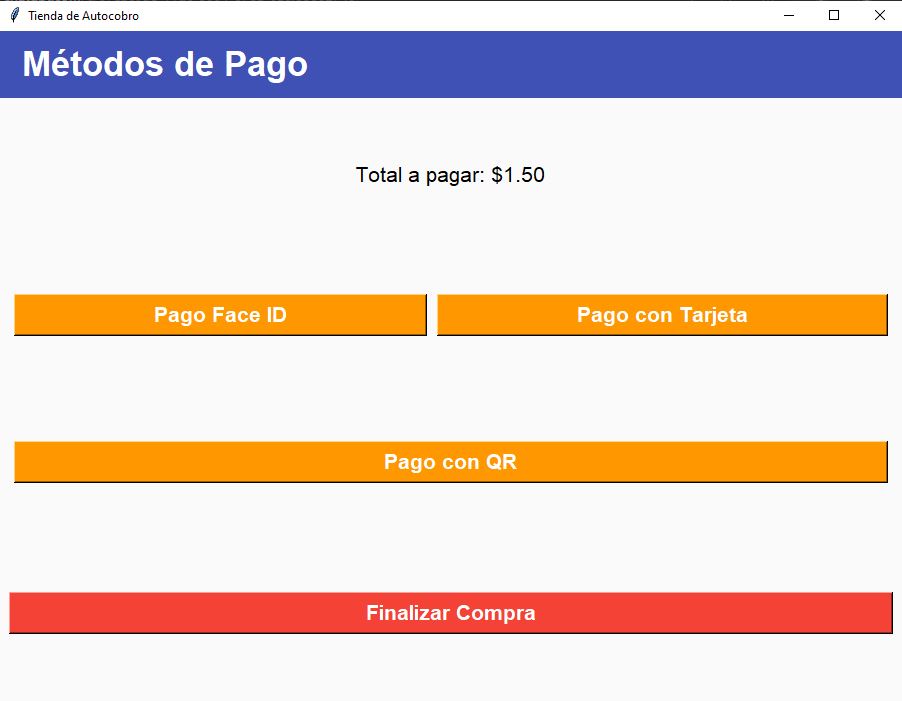 Tienda de Autocobro
Métodos de Pago
Total a pagar: $1.50
Pago Face ID
Pago con Tarjeta
Pago con QR
Finalizar Compra